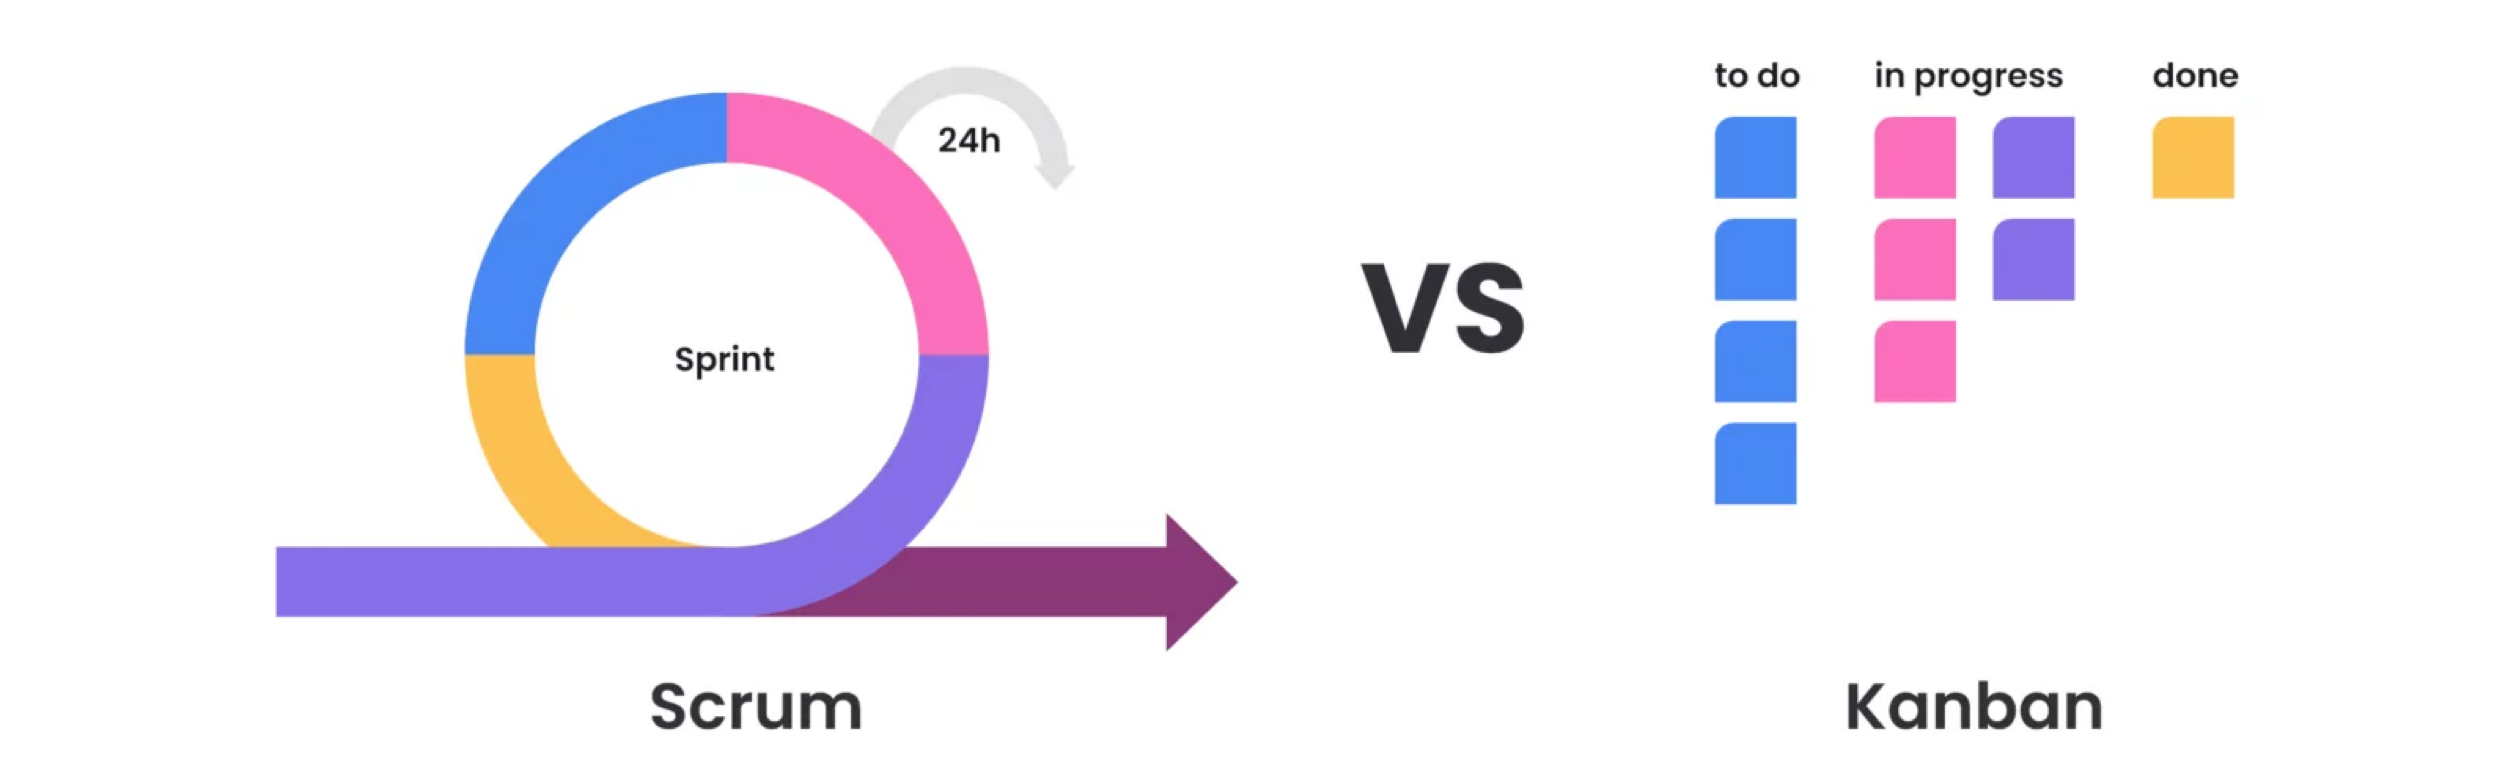 24h
Sprint
Scrum
VS
to do
in progress
done
Kanban